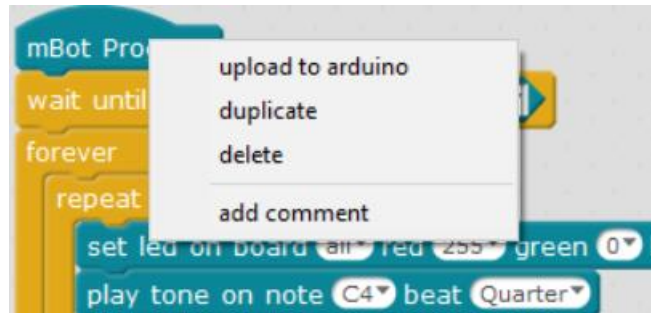 mBot Pro
upload to arduino
wait until
duplicate
forever
delete
repeat
add comment
set led on board all red 255 green 0
play tone on note C4 beat Quarter